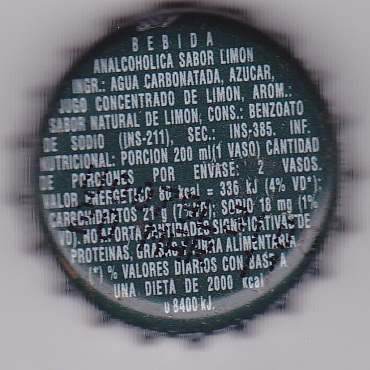 BEBIDA
ANALCOHOLICA SABOR LIMON
INGR.: AGUA CARBONATADA, AZUCAR,
JUGO CONCENTRADO DE LIMON, AROM.:
SABOR NATURAL DE LIMON, CONS.: BENZOATO
DE SODIO (INS-211), SEC.: INS-385. INF.
NUTRICIONAL: PORCION 200 ml(1 VASO) CANTIDAD
DE PORCIONES POR ENVASE: 2 VASOS.
VALOR ENERGETICO 80 kcal = 336 kJ (4% VD*);
CARBOHIDRATOS 21 g (7% VD); SODIO 18 mg (1%
VD). NO APORTA CANTIDADES SIGNIFICATIVAS DE
PROTEINAS, GRASAS Y FIBRA ALIMENTARIA
(*) % VALORES DIARIOS CON BASE A
UNA DIETA DE 2000 kcal
u 8400 kJ.